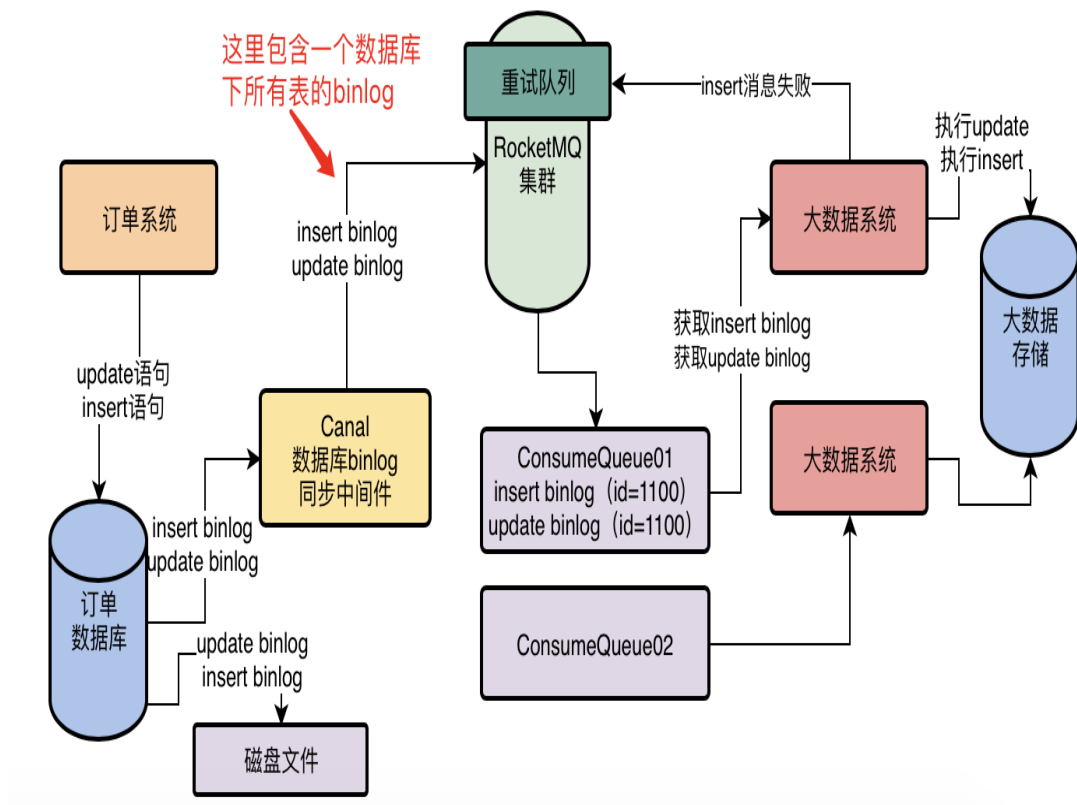 这里包含一个数据库
下所有表的binlog
重试队列
RocketMQ
集群
insert消息失败
执行update
执行insert
订单系统
大数据系统
insert binlog
update binlog
获取insert binlog
获取update binlog
大数据
存储
update语句
insert语句
Canal
数据库binlog
同步中间件
ConsumeQueue01
insert binlog（id=1100）
update binlog（id=1100）
大数据系统
insert binlog
update binlog
订单
数据库
ConsumeQueue02
update binlog
insert binlog
磁盘文件